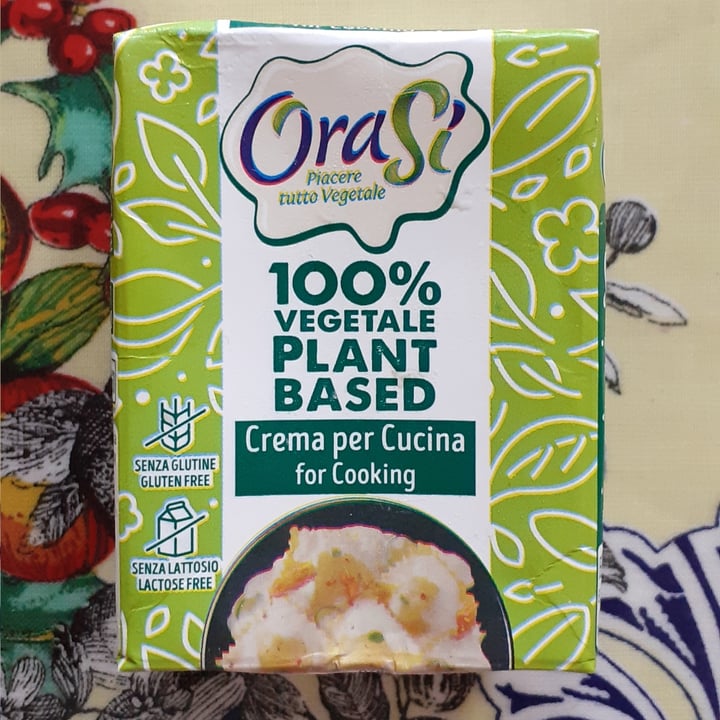 OraSì
Piacere
tutto Vegetale
100%
VEGETALE
PLANT
BASED
Crema per Cucina
for Cooking
SENZA GLUTINE
GLUTEN FREE
SENZA LATTOSIO
LACTOSE FREE